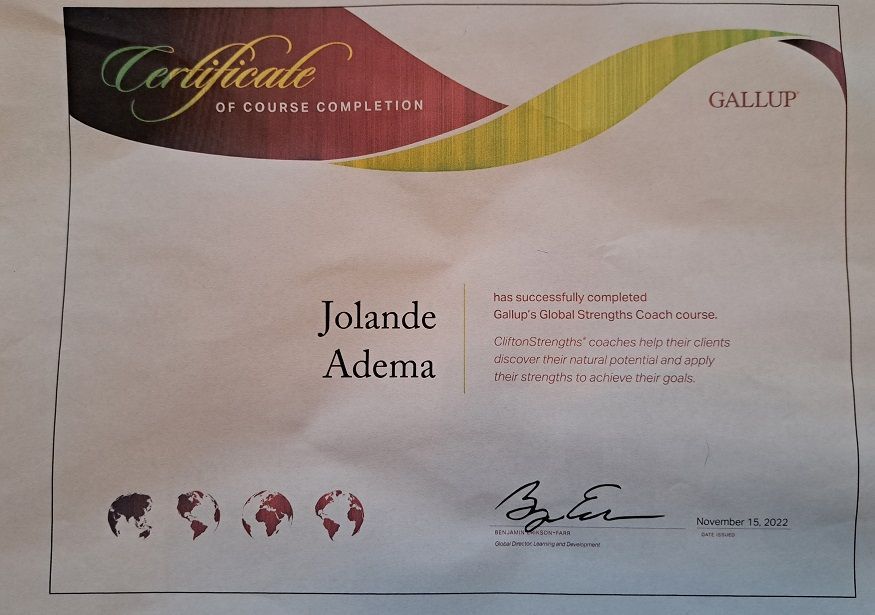 Certificate
OF COURSE COMPLETION
GALLUP®
Jolande
Adema
has successfully completed
Gallup's Global Strengths Coach course.
CliftonStrengths® coaches help their clients
discover their natural potential and apply
their strengths to achieve their goals.
BENJAMIN ERIKSON-FARR
Global Director, Learning and Development
November 15, 2022
DATE ISSUED